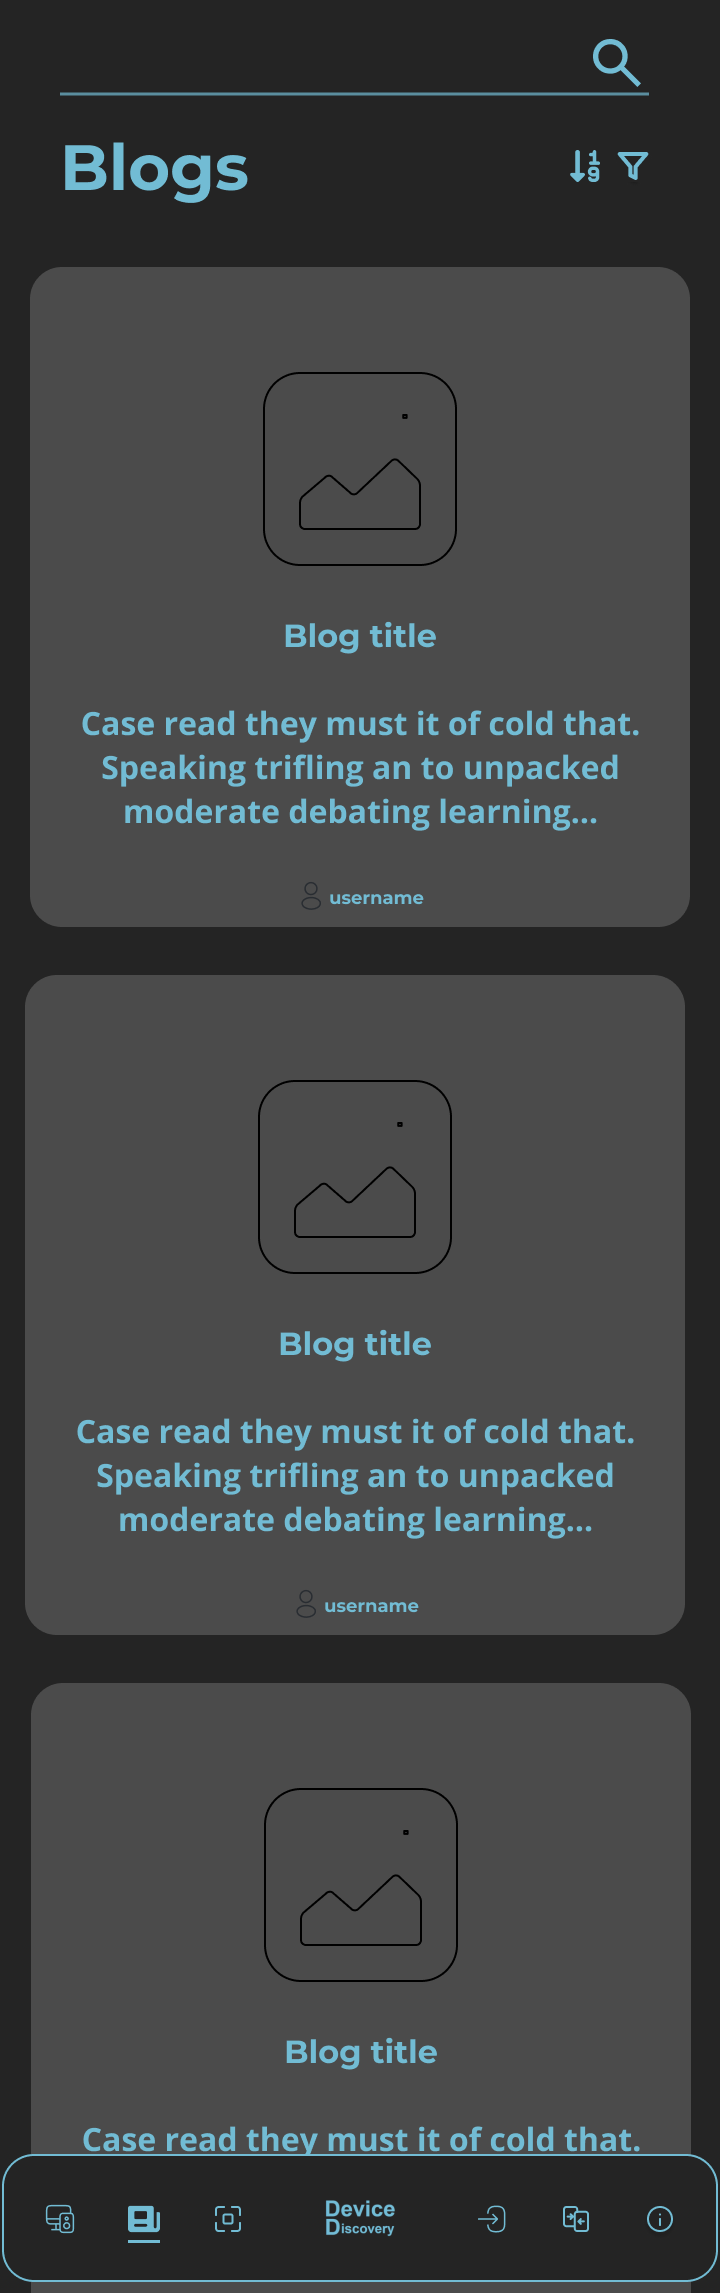 Blogs
Blog title
Case read they must it of cold that.
Speaking trifling an to unpacked
moderate debating learning...
username
Blog title
Case read they must it of cold that.
Speaking trifling an to unpacked
moderate debating learning...
username
Blog title
Case read they must it of cold that.
Device
Discovery